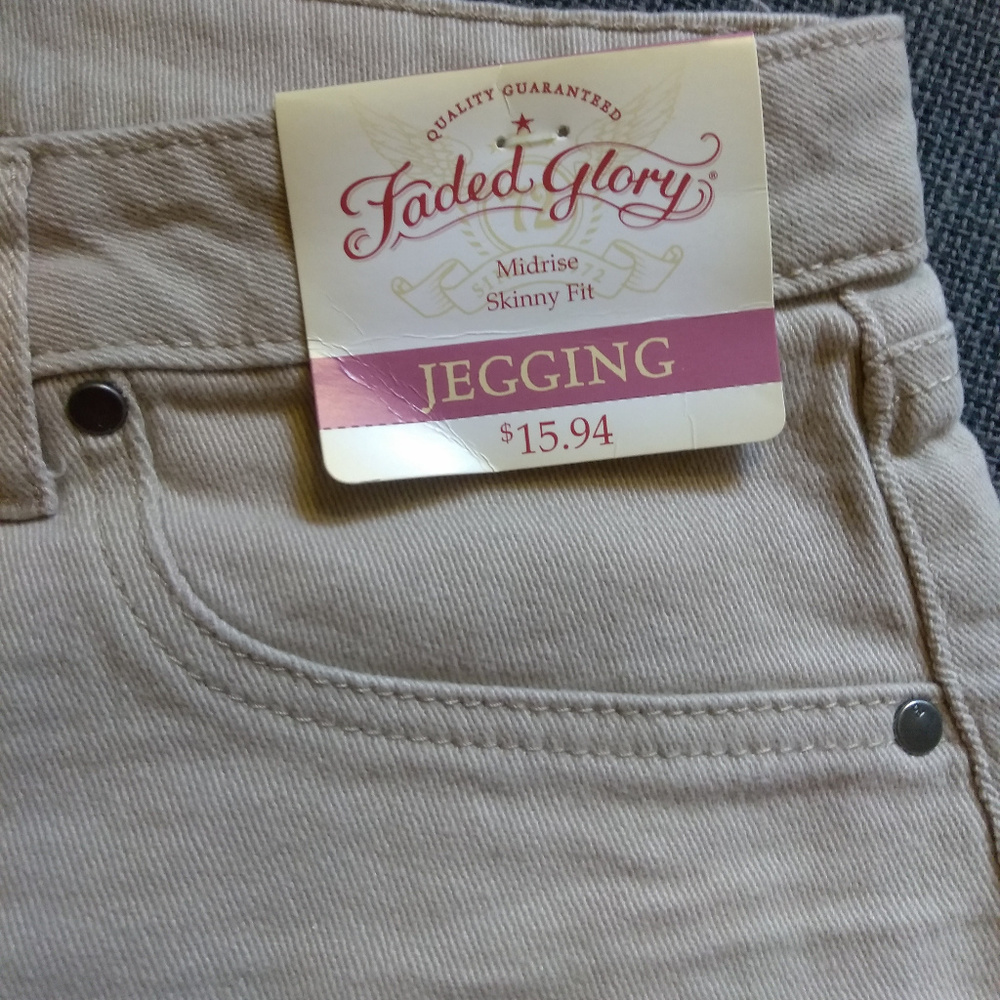 QUALITY GUARANTEED
Faded Glory®
Midrise
Skinny Fit
JEGGING
$15.94